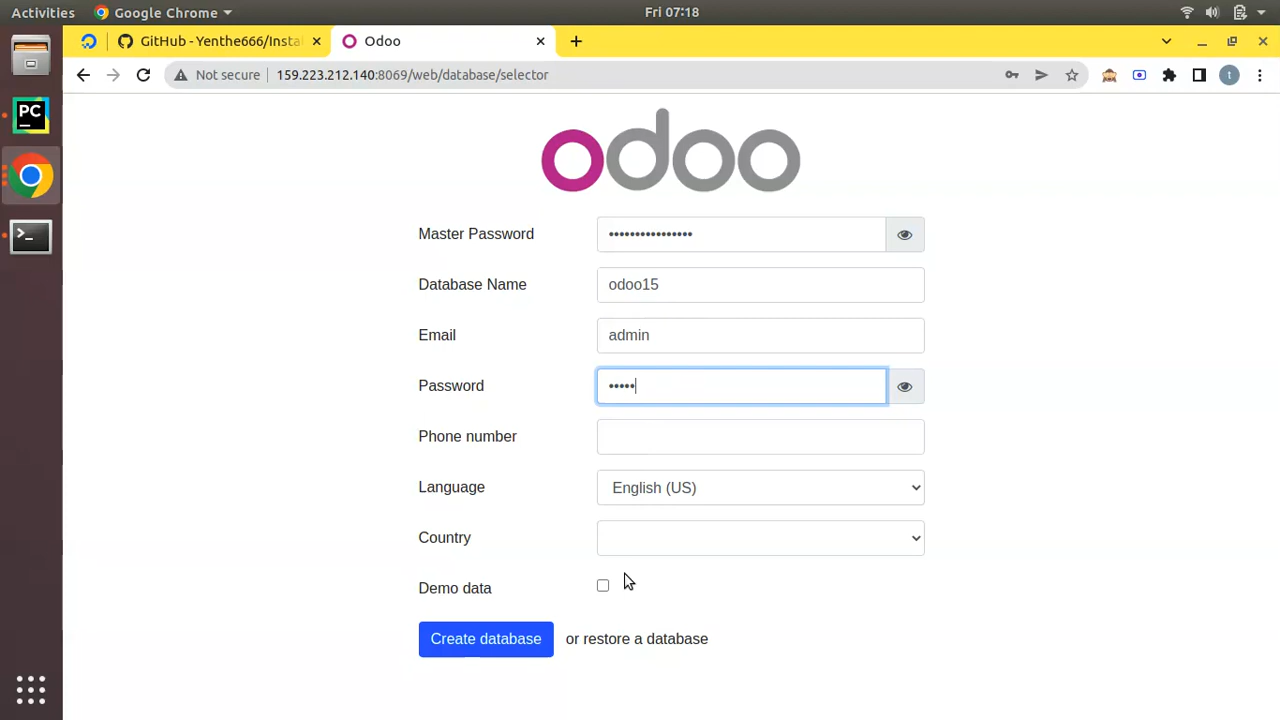 Activities Google Chrome Fri 07:18
GitHub - Yenthe666/Insta Odoo
Not secure 159.223.212.140:8069/web/database/selector t
PC
odoo
Master Password ••••••••••••••••
Database Name odoo15
Email admin
Password •••••
Phone number
Language English (US)
Country
Demo data
Create database or restore a database